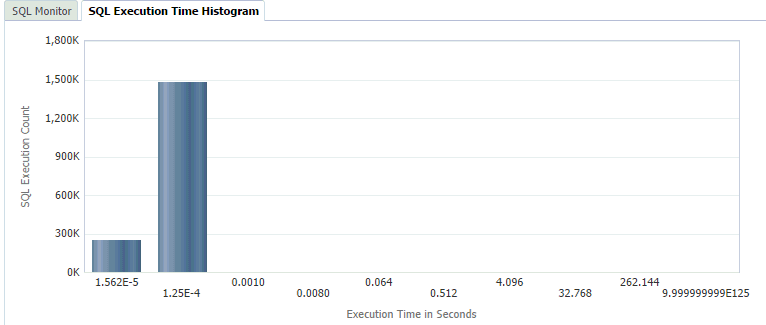 SQL Monitor
SQL Execution Time Histogram
1,800K
1,500K
1,200K
900K
600K
300K
0K
SQL Execution Count
1.562E-5
1.25E-4
0.0010
0.0080
0.064
0.512
4.096
32.768
262.144
9.999999999E125
Execution Time in Seconds